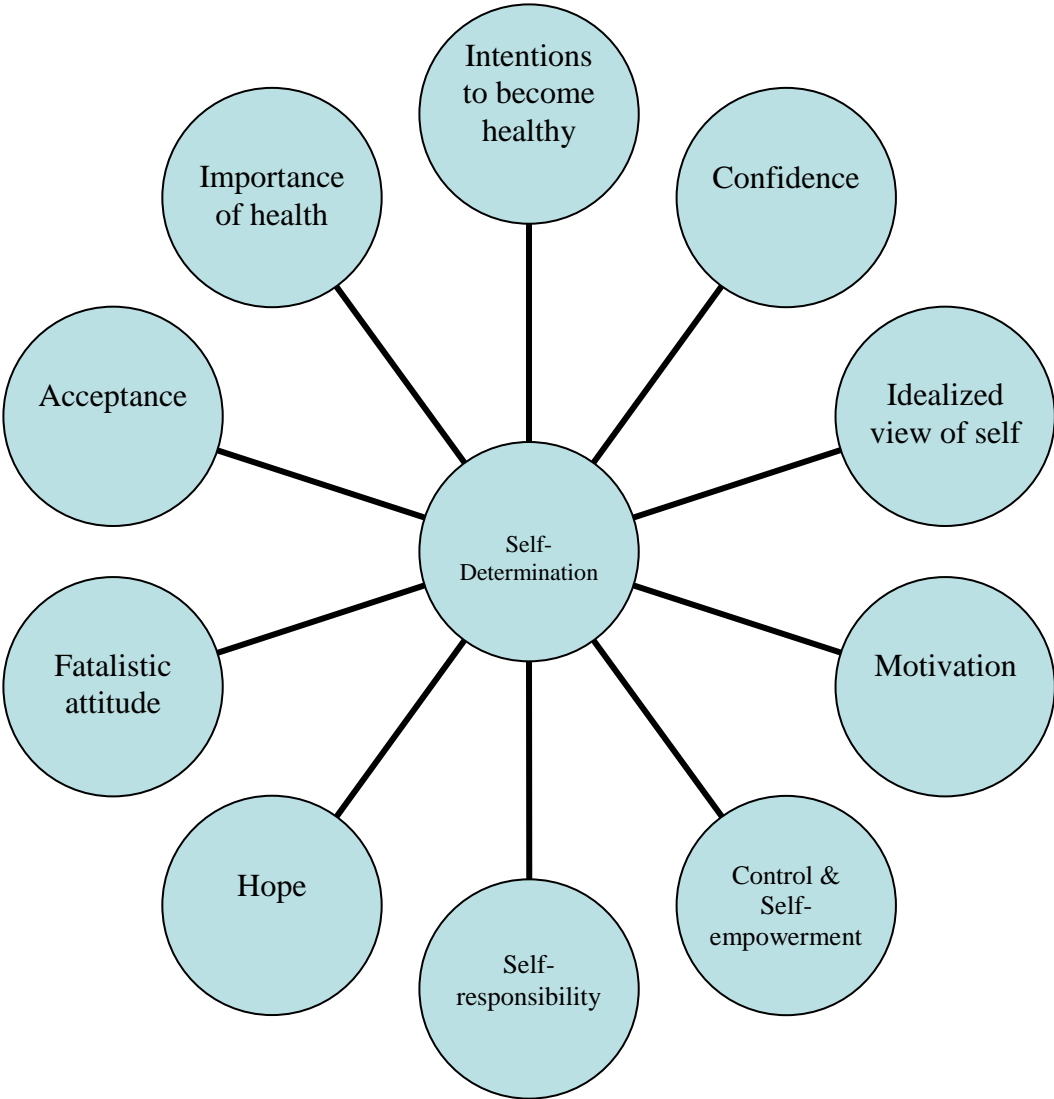 Intentions
to become
healthy
Confidence
Idealized
view of self
Motivation
Control &
Self-
empowerment
Self-
responsibility
Hope
Fatalistic
attitude
Acceptance
Importance
of health
Self-
Determination